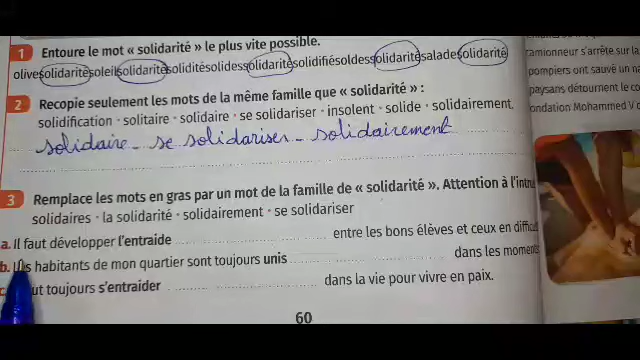 1 Entoure le mot « solidarité » le plus vite possible.
olivesolidaritésoleilsolidaritésoliditésolidessolidaritésolidifiésoldessolidaritésaladesolidarité
2 Recopie seulement les mots de la même famille que « solidarité » :
solidification · solitaire · solidaire · se solidariser · insolent · solide · solidairement
solidaire - se solidariser - solidairement
3 Remplace les mots en gras par un mot de la famille de « solidarité ». Attention à l'intru
solidaires · la solidarité · solidairement · se solidariser
a. Il faut développer l'entraide ........ entre les bons élèves et ceux en diffic
b. habitants de mon quartier sont toujours unis ........ dans les moments
ut toujours s'entraider ........ dans la vie pour vivre en paix.
60
camionneur s'arrête sur la
pompiers ont sauvé un
paysans détournent le co
ondation Mohammed V